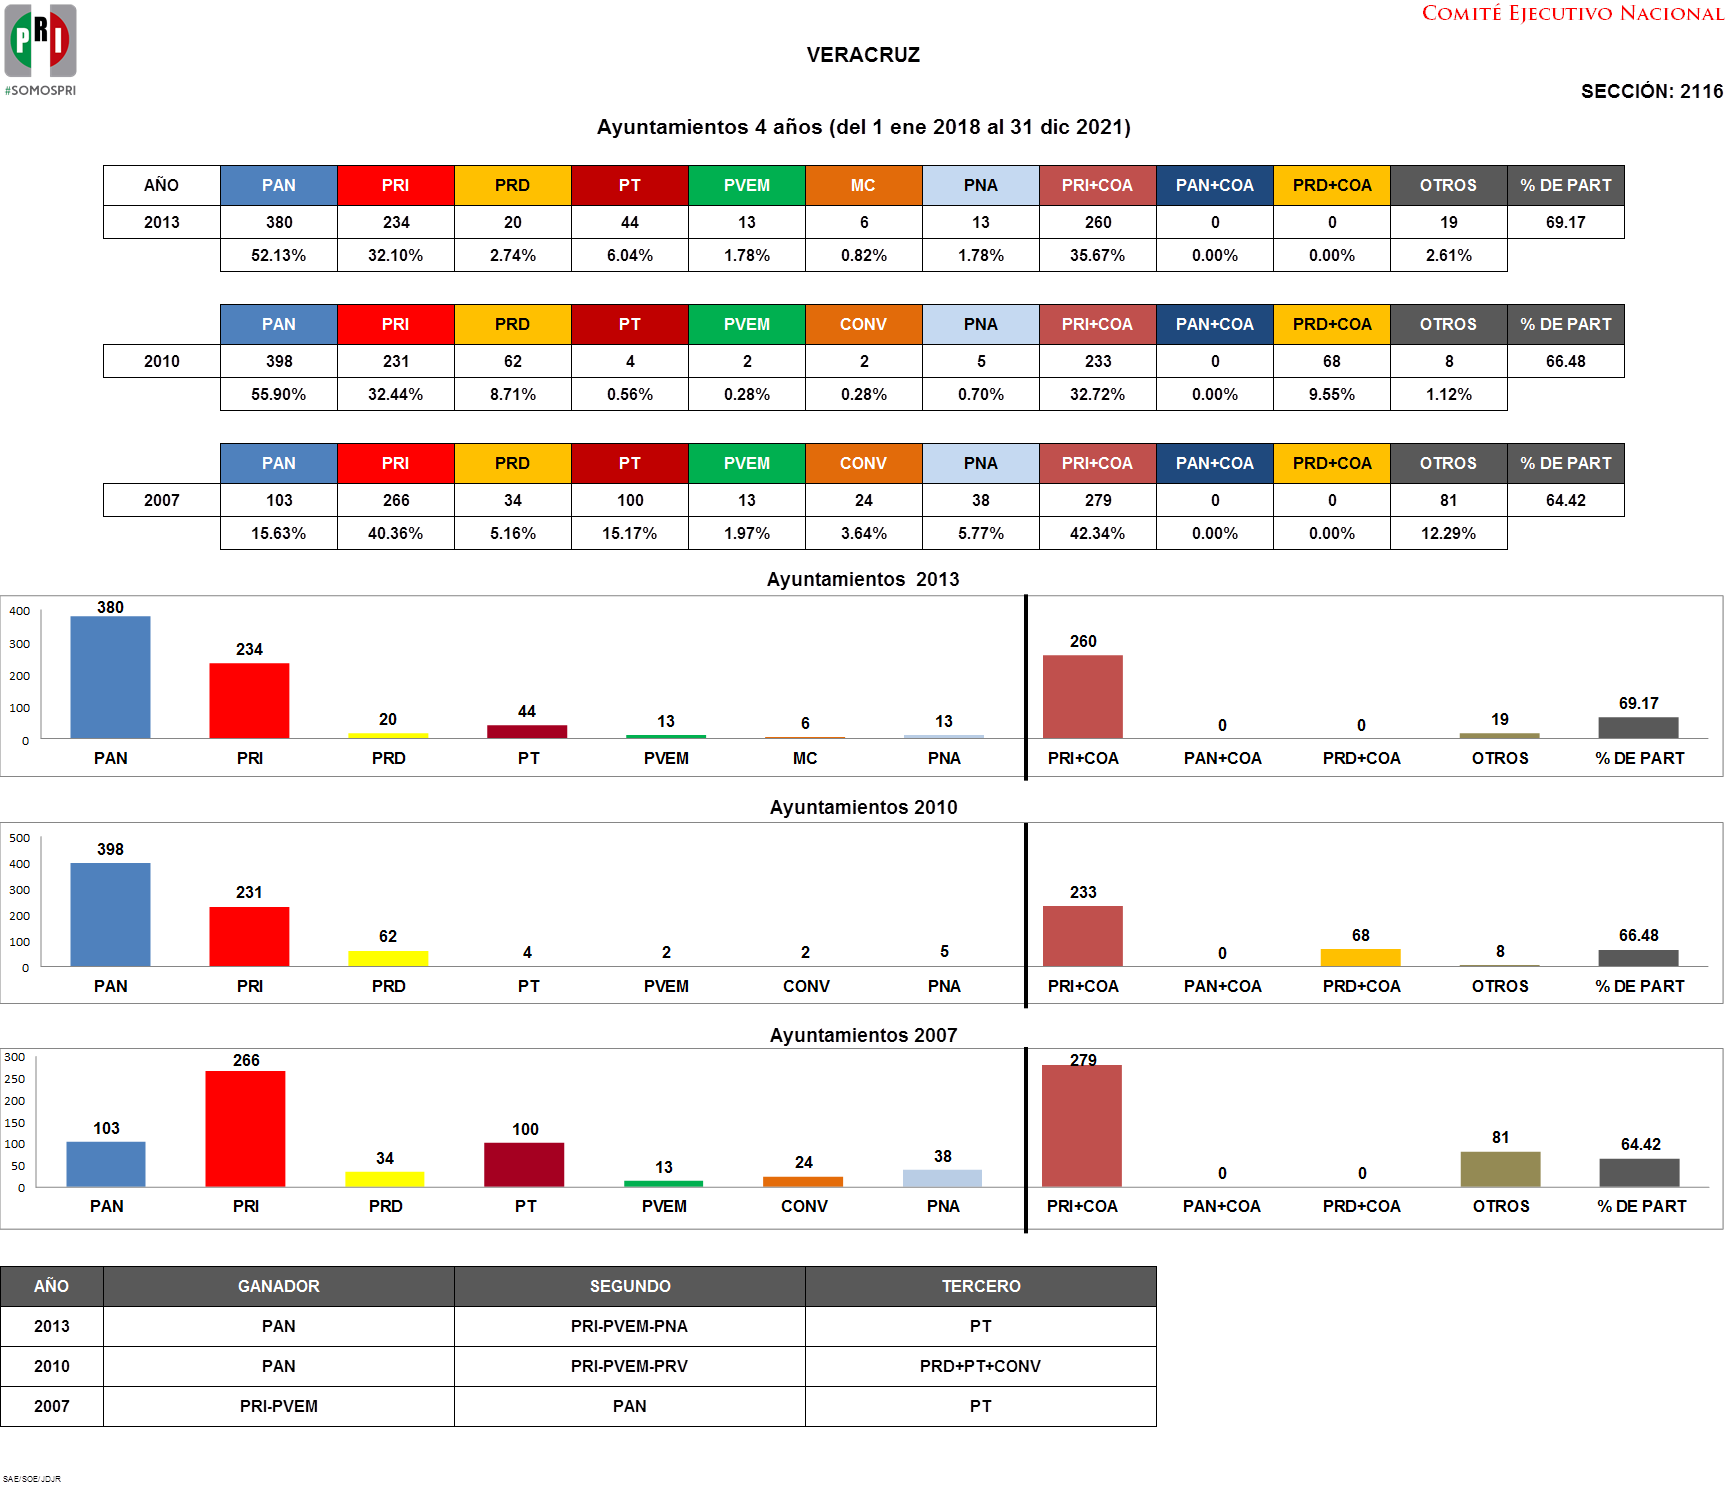 PRI
#SOMOSPRI
COMITÉ EJECUTIVO NACIONAL
VERACRUZ
SECCIÓN: 2116
Ayuntamientos 4 años (del 1 ene 2018 al 31 dic 2021)
AÑO PAN PRI PRD PT PVEM MC PNA PRI+COA PAN+COA PRD+COA OTROS % DE PART
2013 380 234 20 44 13 6 13 260 0 0 19 69.17
52.13% 32.10% 2.74% 6.04% 1.78% 0.82% 1.78% 35.67% 0.00% 0.00% 2.61%
PAN PRI PRD PT PVEM CONV PNA PRI+COA PAN+COA PRD+COA OTROS % DE PART
2010 398 231 62 4 2 2 5 233 0 68 8 66.48
55.90% 32.44% 8.71% 0.56% 0.28% 0.28% 0.70% 32.72% 0.00% 9.55% 1.12%
PAN PRI PRD PT PVEM CONV PNA PRI+COA PAN+COA PRD+COA OTROS % DE PART
2007 103 266 34 100 13 24 38 279 0 0 81 64.42
15.63% 40.36% 5.16% 15.17% 1.97% 3.64% 5.77% 42.34% 0.00% 0.00% 12.29%
Ayuntamientos 2013
400
300
200
100
0
380 234 20 44 13 6 13 260 0 0 19 69.17
PAN PRI PRD PT PVEM MC PNA PRI+COA PAN+COA PRD+COA OTROS % DE PART
Ayuntamientos 2010
500
400
300
200
100
0
398 231 62 4 2 2 5 233 0 68 8 66.48
PAN PRI PRD PT PVEM CONV PNA PRI+COA PAN+COA PRD+COA OTROS % DE PART
Ayuntamientos 2007
300
250
200
150
100
50
0
103 266 34 100 13 24 38 279 0 0 81 64.42
PAN PRI PRD PT PVEM CONV PNA PRI+COA PAN+COA PRD+COA OTROS % DE PART
AÑO GANADOR SEGUNDO TERCERO
2013 PAN PRI-PVEM-PNA PT
2010 PAN PRI-PVEM-PRV PRD+PT+CONV
2007 PRI-PVEM PAN PT
SAE/SOE/JDJR